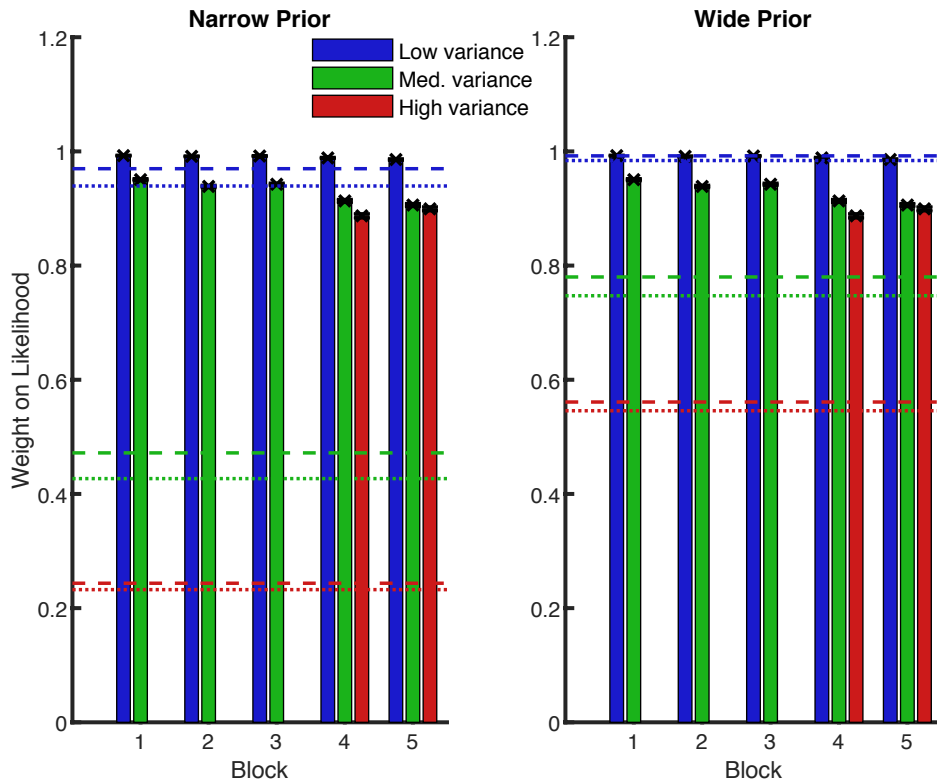 Narrow Prior
Wide Prior
Low variance
Med. variance
High variance
Weight on Likelihood
1.2
1
0.8
0.6
0.4
0.2
0
1 2 3 4 5
Block
1.2
1
0.8
0.6
0.4
0.2
0
1 2 3 4 5
Block